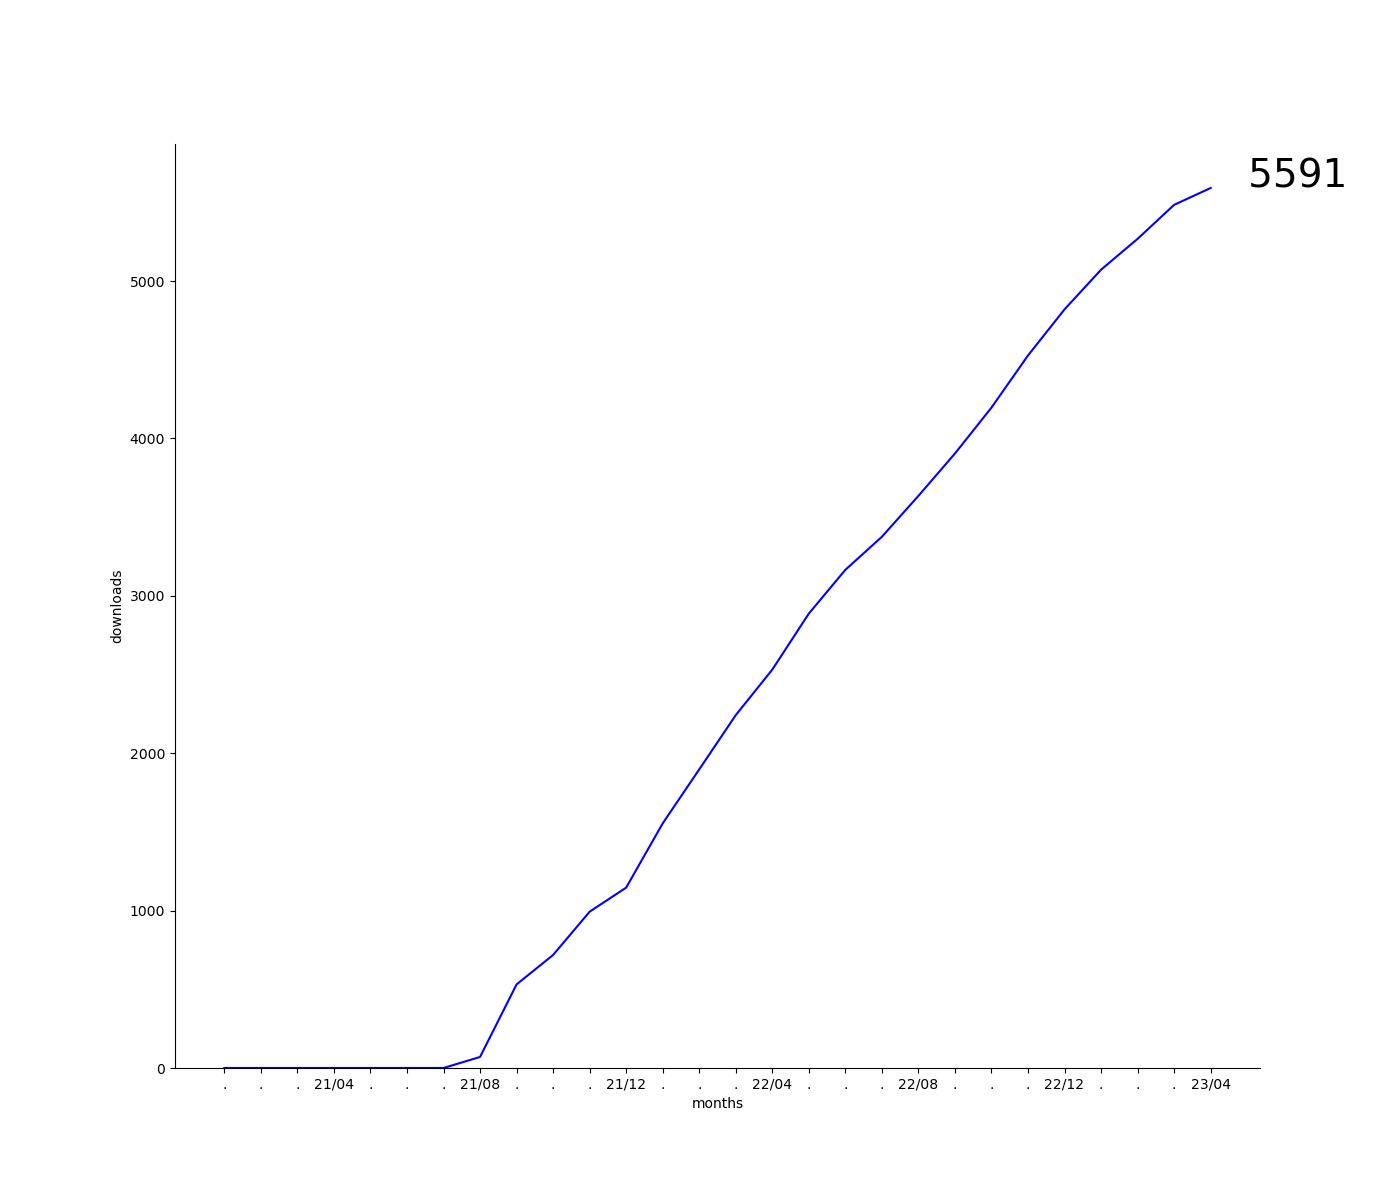 5591
5000
4000
3000
2000
1000
0
downloads
. . . 21/04 . . . 21/08 . . . 21/12 . . . 22/04 . . . 22/08 . . . 22/12 . . . 23/04
months